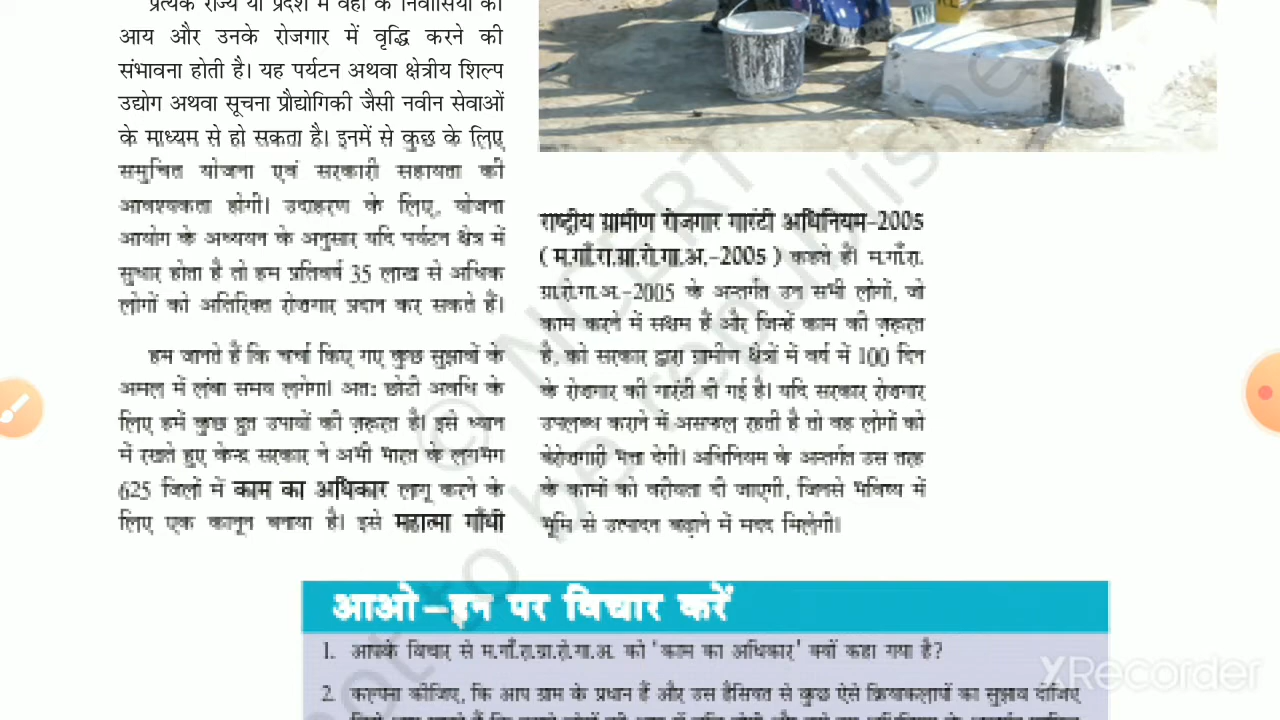 प्रत्येक राज्य या प्रदेश में वहाँ के निवासियों की
आय और उनके रोज़गार में वृद्धि करने की
संभावना होती है। यह पर्यटन अथवा क्षेत्रीय शिल्प
उद्योग अथवा सूचना प्रौद्योगिकी जैसी नवीन सेवाओं
के माध्यम से हो सकता है। इनमें से कुछ के लिए
समुचित योजना एवं सरकारी सहायता की
आवश्यकता होगी। उदाहरण के लिए, योजना
आयोग के अध्ययन के अनुसार यदि पर्यटन क्षेत्र में
सुधार होता है तो हम प्रतिवर्ष 35 लाख से अधिक
लोगों को अतिरिक्त रोज़गार प्रदान कर सकते हैं।
हम जानते हैं कि चर्चा किए गए कुछ सुझावों के
अमल में लंबा समय लगेगा। अतः छोटी अवधि के
लिए हमें कुछ द्रुत उपायों की ज़रूरत है। इसे ध्यान
में रखते हुए केन्द्र सरकार ने अभी भारत के लगभग
625 जिलों में काम का अधिकार लागू करने के
लिए एक कानून बनाया है। इसे महात्मा गाँधी
राष्ट्रीय ग्रामीण रोजगार गारंटी अधिनियम-2005
( म.गाँ.रा.ग्रा.रो.गा.अ.-2005 ) कहते हैं। म.गाँ.रा.
ग्रा.रो.गा.अ.-2005 के अन्तर्गत उन सभी लोगों, जो
काम करने में सक्षम हैं और जिन्हें काम की ज़रूरत
है, को सरकार द्वारा ग्रामीण क्षेत्रों में वर्ष में 100 दिन
के रोज़गार की गारंटी दी गई है। यदि सरकार रोज़गार
उपलब्ध कराने में असफल रहती है तो वह लोगों को
बेरोज़गारी भत्ता देगी। अधिनियम के अन्तर्गत उस तरह
के कामों को वरीयता दी जाएगी, जिनसे भविष्य में
भूमि से उत्पादन बढ़ाने में मदद मिलेगी।
© NCERT
not to be republishe
आओ–इन पर विचार करें
1. आपके विचार से म.गाँ.रा.ग्रा.रो.गा.अ. को 'काम का अधिकार' क्यों कहा गया है?
2. कल्पना कीजिए, कि आप ग्राम के प्रधान हैं और उस हैसियत से कुछ ऐसे क्रियाकलापों का सुझाव दीजिए
XRecorder